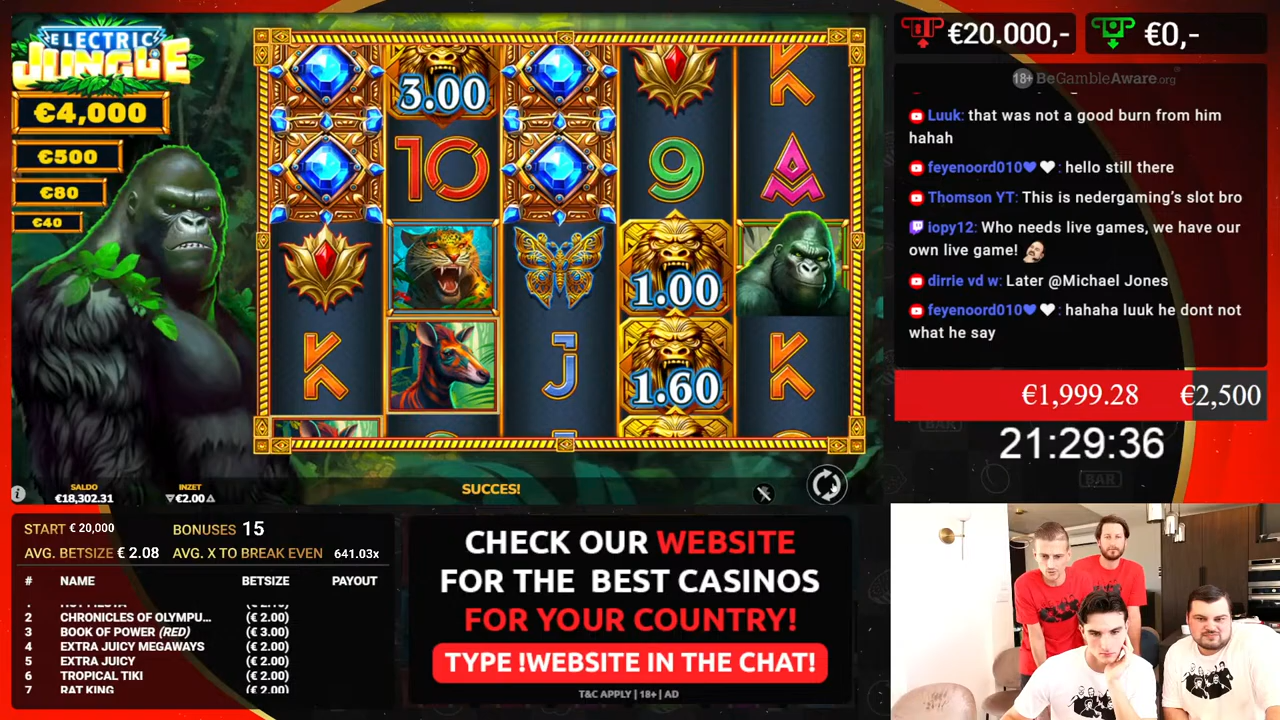 ELECTRIC
JUNGLE
€4,000
€500
€80
€40
3.00
K
10
9
A
1.00
K
J
1.60
K
SALDO
€18,302.31
INZET
€2.00
SUCCES!
€20.000,-
€0,-
18+ BeGambleAware.org
Luuk: that was not a good burn from him
hahah
feyenoord010 : hello still there
Thomson YT: This is nedergaming's slot bro
iopy12: Who needs live games, we have our
own live game!
dirrie vd w: Later @Michael Jones
feyenoord010 : hahaha luuk he dont not
what he say
€1,999.28
€2,500
BAR
21:29:36
BAR
START € 20,000
BONUSES 15
AVG. BETSIZE € 2.08
AVG. X TO BREAK EVEN 641.03x
# NAME BETSIZE PAYOUT
2 CHRONICLES OF OLYMPU... (€ 2.00)
3 BOOK OF POWER (RED) (€ 3.00)
4 EXTRA JUICY MEGAWAYS (€ 2.00)
5 EXTRA JUICY (€ 2.00)
6 TROPICAL TIKI (€ 2.00)
7 RAT KING (€ 2.00)
CHECK OUR WEBSITE
FOR THE BEST CASINOS
FOR YOUR COUNTRY!
TYPE !WEBSITE IN THE CHAT!
T&C APPLY | 18+ | AD